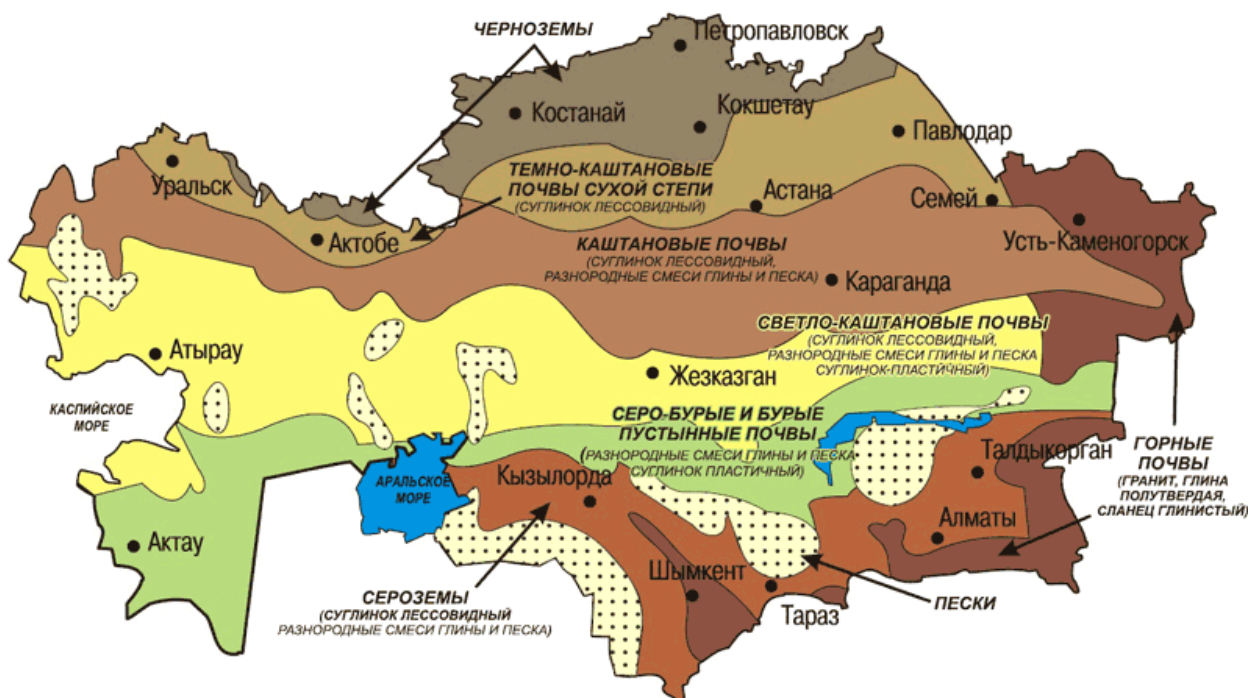 ЧЕРНОЗЕМЫ
Петропавловск
Костанай
Кокшетау
Павлодар
Уральск
ТЕМНО-КАШТАНОВЫЕ
ПОЧВЫ СУХОЙ СТЕПИ
(СУГЛИНОК ЛЕССОВИДНЫЙ)
Астана
Семей
Актобе
КАШТАНОВЫЕ ПОЧВЫ
(СУГЛИНОК ЛЕССОВИДНЫЙ,
РАЗНОРОДНЫЕ СМЕСИ ГЛИНЫ И ПЕСКА)
Усть-Каменогорск
Караганда
СВЕТЛО-КАШТАНОВЫЕ ПОЧВЫ
(СУГЛИНОК ЛЕССОВИДНЫЙ,
РАЗНОРОДНЫЕ СМЕСИ ГЛИНЫ И ПЕСКА
СУГЛИНОК ПЛАСТИЧНЫЙ)
Атырау
Жезказган
КАСПИЙСКОЕ
МОРЕ
СЕРО-БУРЫЕ И БУРЫЕ
ПУСТЫННЫЕ ПОЧВЫ
(РАЗНОРОДНЫЕ СМЕСИ ГЛИНЫ И ПЕСКА
СУГЛИНОК ПЛАСТИЧНЫЙ)
Талдыкорган
ГОРНЫЕ
ПОЧВЫ
(ГРАНИТ, ГЛИНА
ПОЛУТВЕРДАЯ,
СЛАНЕЦ ГЛИНИСТЫЙ)
АРАЛЬСКОЕ
МОРЕ
Кызылорда
Алматы
Актау
Шымкент
Тараз
ПЕСКИ
СЕРОЗЕМЫ
(СУГЛИНОК ЛЕССОВИДНЫЙ
РАЗНОРОДНЫЕ СМЕСИ ГЛИНЫ И ПЕСКА)